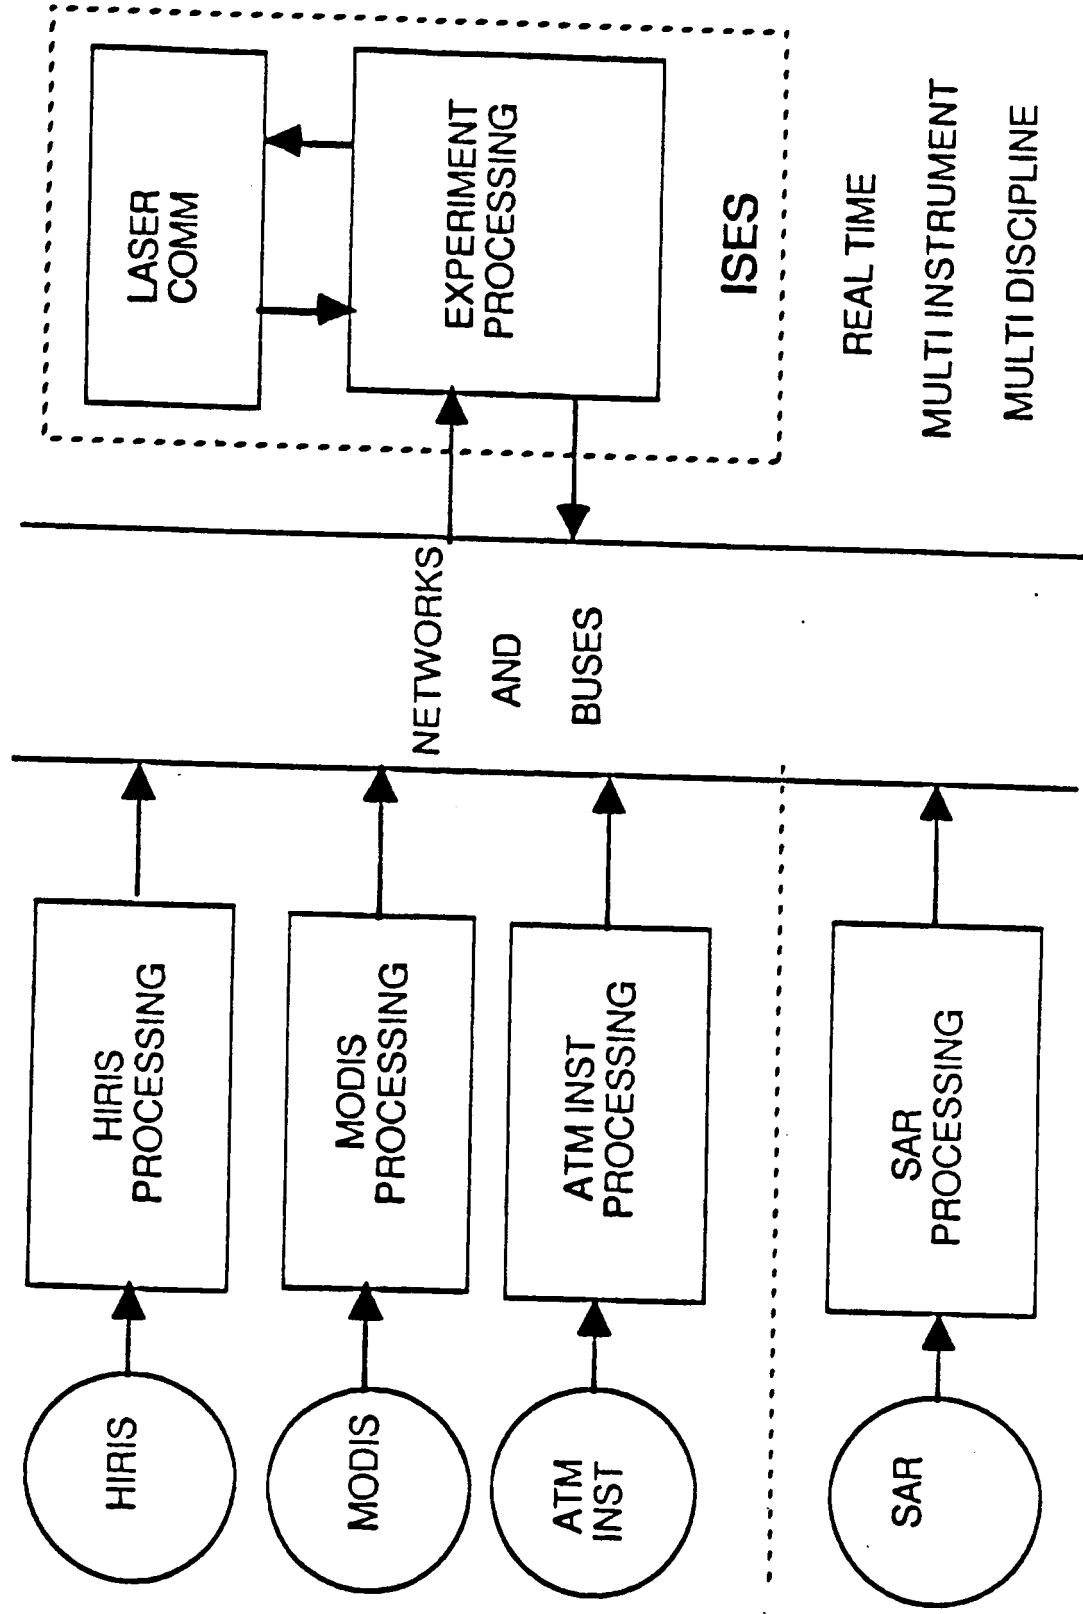 HIRIS
HIRIS
PROCESSING
MODIS
MODIS
PROCESSING
ATM
INST
ATM INST
PROCESSING
SAR
SAR
PROCESSING
NETWORKS
AND
BUSES
LASER
COMM
EXPERIMENT
PROCESSING
ISES
REAL TIME
MULTI INSTRUMENT
MULTI DISCIPLINE